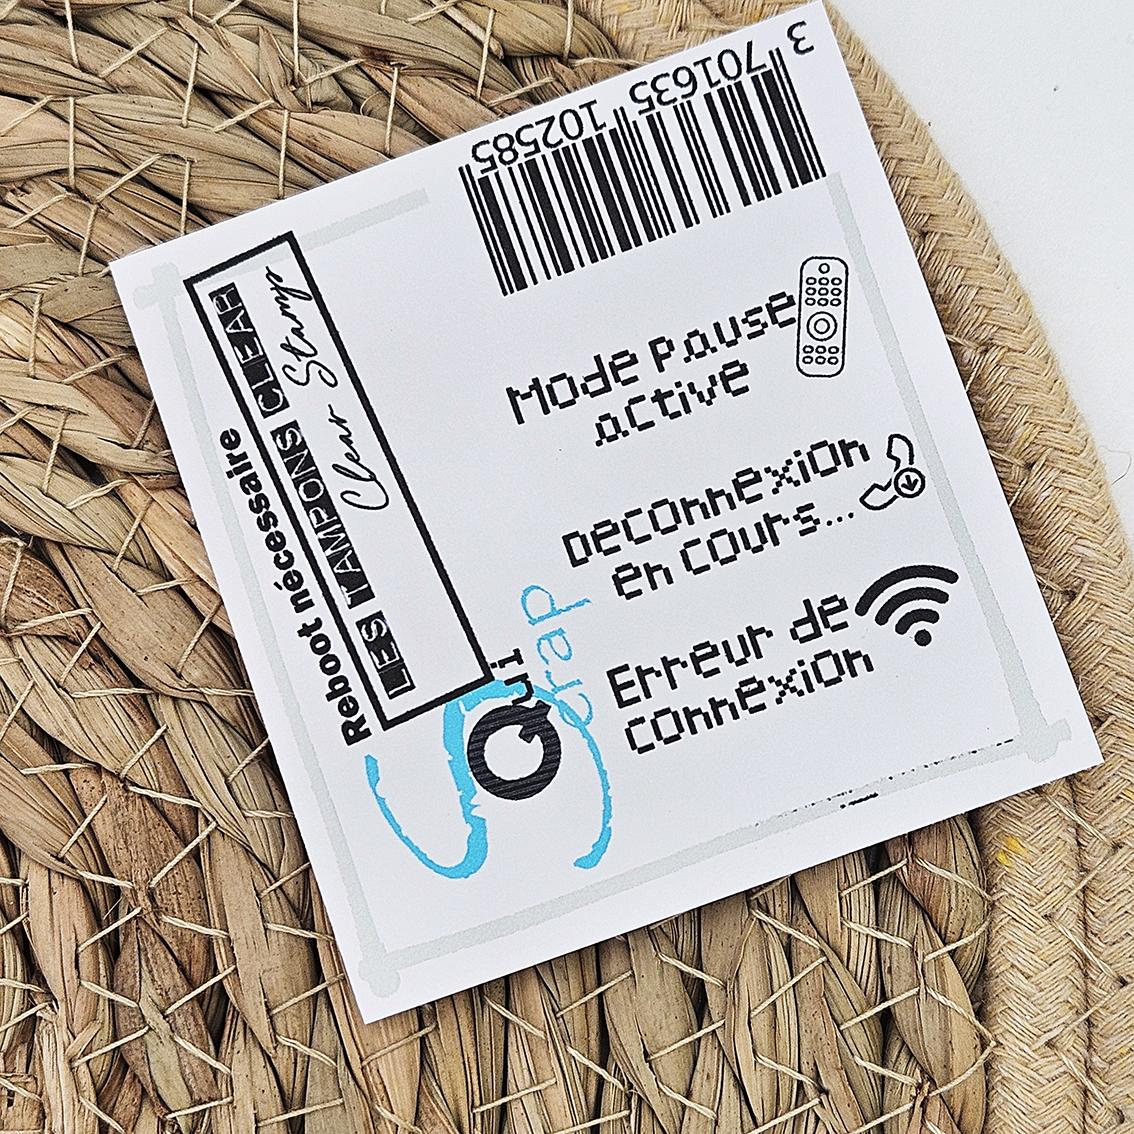 3 701635 102585
Mode pause
active
Deconnexion
en cours...
Erreur de
connexion
Reboot nécessaire
LES TAMPONS CLEAR
Clear Stamp
Qui
Scrap